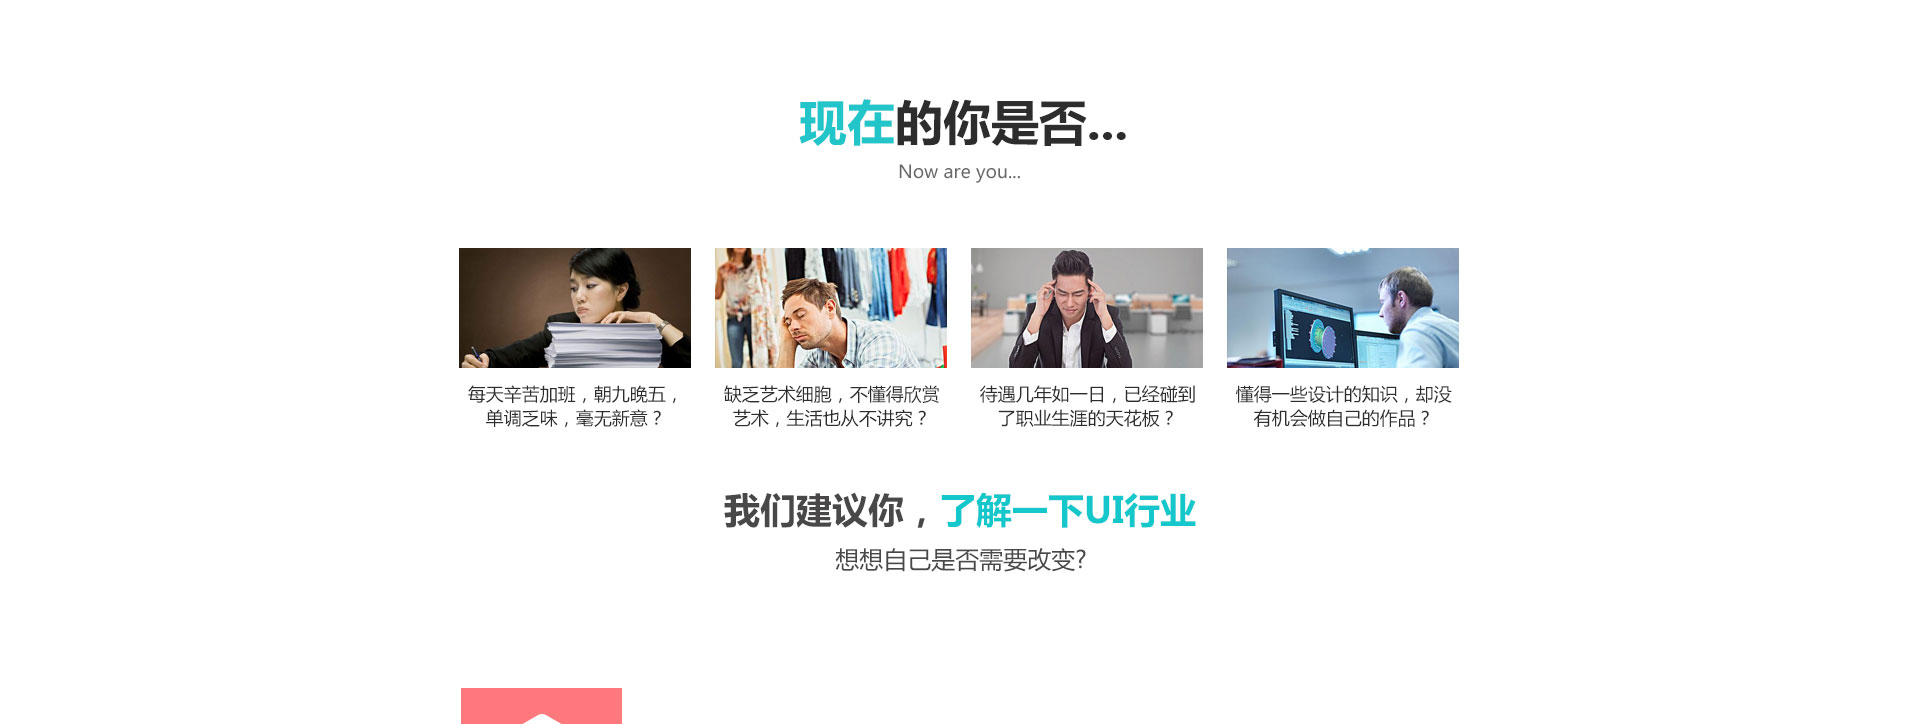 现在的你是否...
Now are you...
每天辛苦加班，朝九晚五，
单调乏味，毫无新意？
缺乏艺术细胞，不懂得欣赏
艺术，生活也从不讲究？
待遇几年如一日，已经碰到
了职业生涯的天花板？
懂得一些设计的知识，却没
有机会做自己的作品？
我们建议你，了解一下UI行业
想想自己是否需要改变?